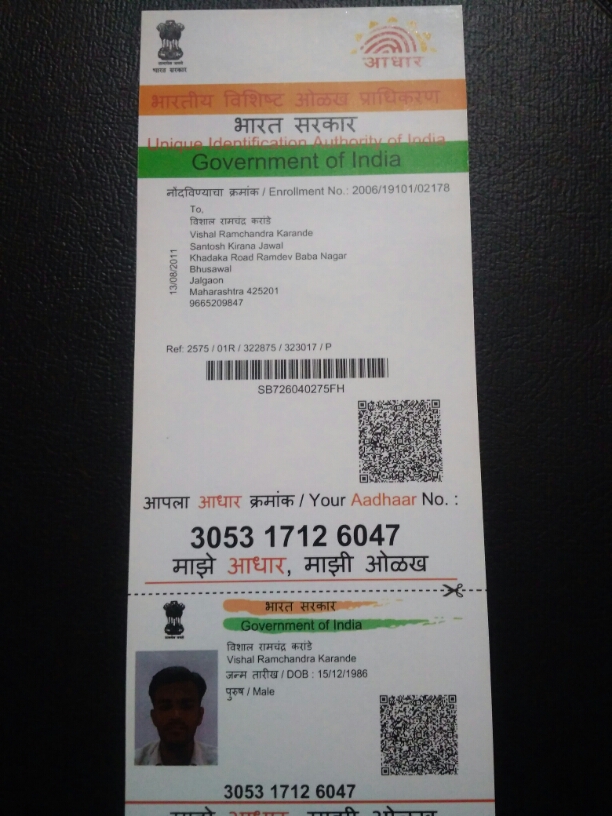 भारत सरकार
आधार
भारतीय विशिष्ट ओळख प्राधिकरण
भारत सरकार
Unique Identification Authority of India
Government of India
नोंदविण्याचा क्रमांक / Enrollment No.: 2006/19101/02178
To,
विशाल रामचंद्र करांडे
Vishal Ramchandra Karande
Santosh Kirana Jawal
Khadaka Road Ramdev Baba Nagar
Bhusawal
Jalgaon
Maharashtra 425201
9665209847
13/08/2011
Ref: 2575 / 01R / 322875 / 323017 / P
SB726040275FH
आपला आधार क्रमांक / Your Aadhaar No. :
3053 1712 6047
माझे आधार, माझी ओळख
भारत सरकार
Government of India
विशाल रामचंद्र करांडे
Vishal Ramchandra Karande
जन्म तारीख / DOB : 15/12/1986
पुरुष / Male
3053 1712 6047
माझे आधार, माझी ओळख